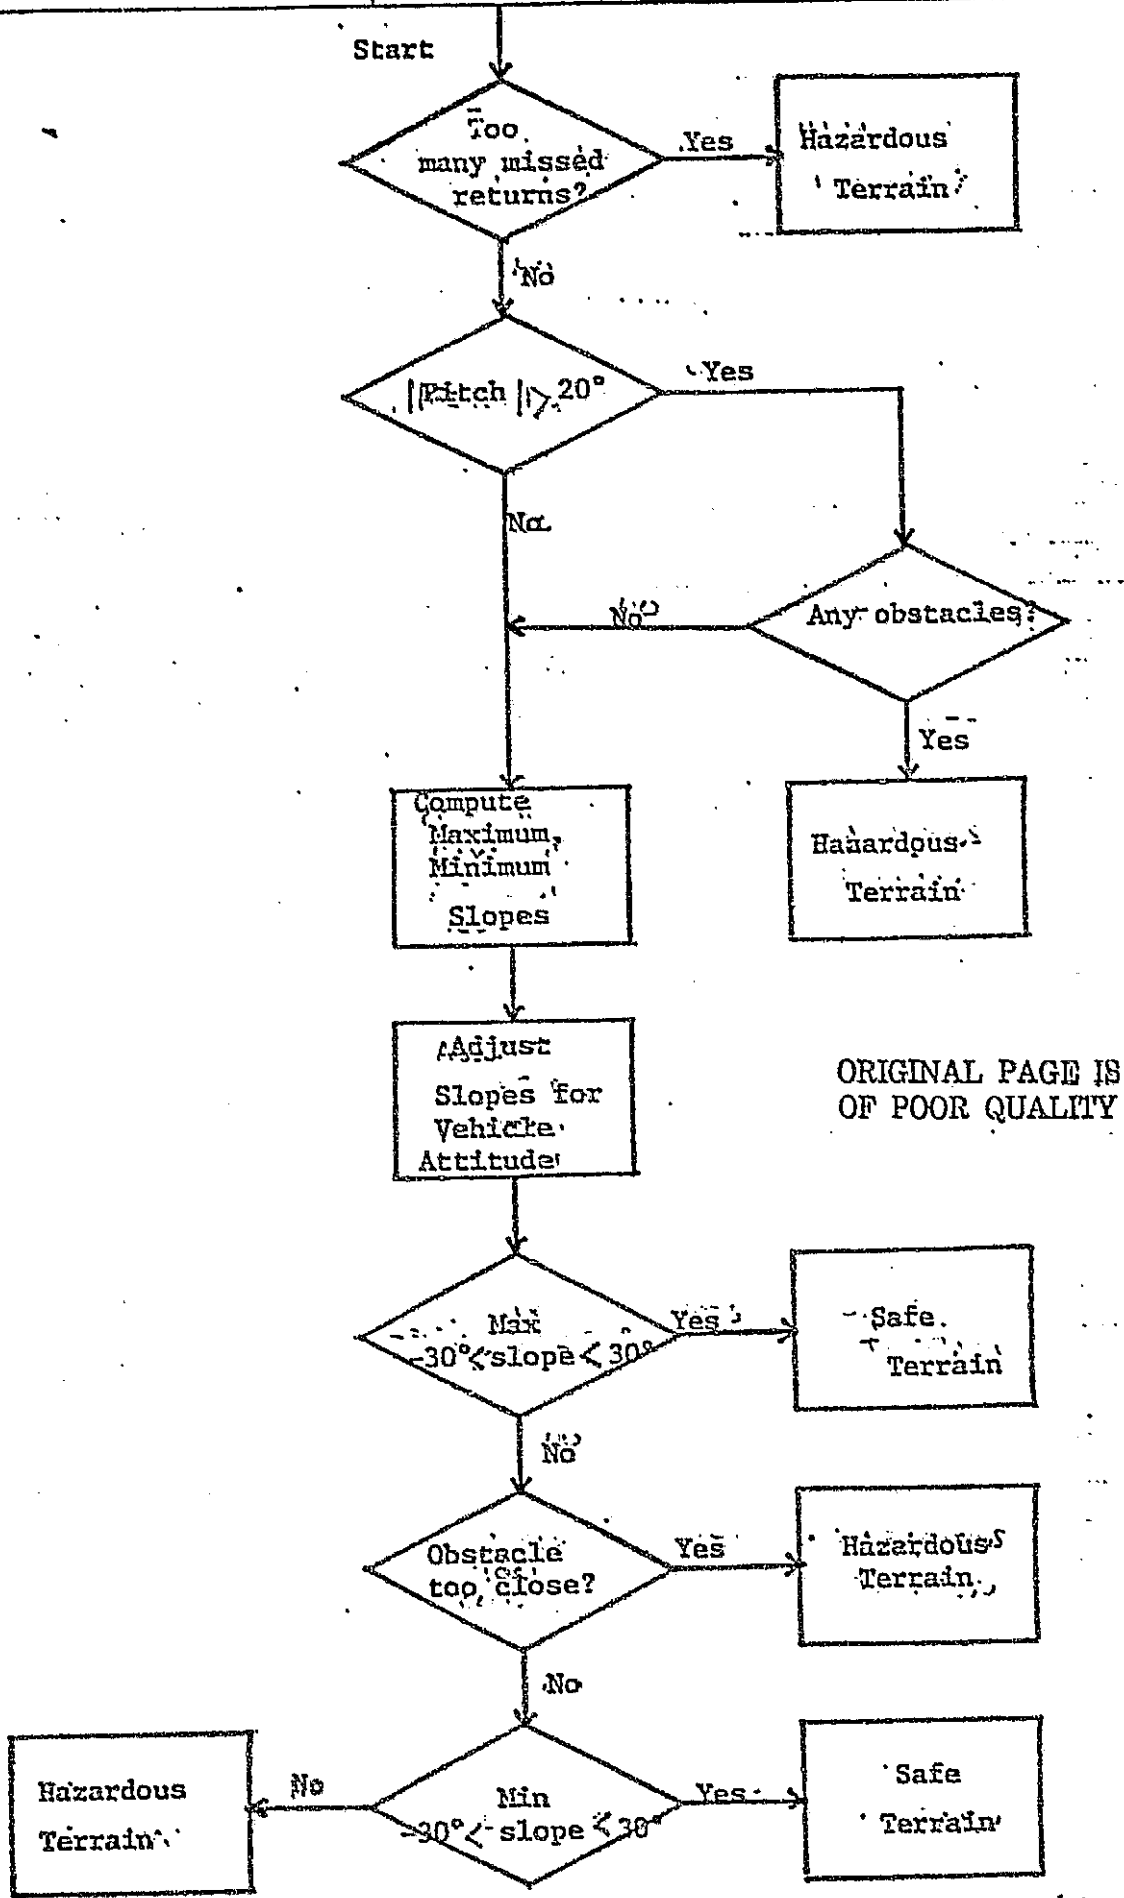 Start
Too
many missed
returns?
Yes
Hazardous
Terrain
No
|Pitch|> 20°
Yes
No
Any obstacles?
No
Yes
Compute
Maximum,
Minimum
Slopes
Hazardous
Terrain
Adjust
Slopes for
Vehicle
Attitude
ORIGINAL PAGE IS
OF POOR QUALITY
Max
-30°< slope < 30°
Yes
Safe
Terrain
No
Obstacle
too close?
Yes
Hazardous
Terrain
No
Hazardous
Terrain
No
Min
-30°< slope < 30°
Yes
Safe
Terrain